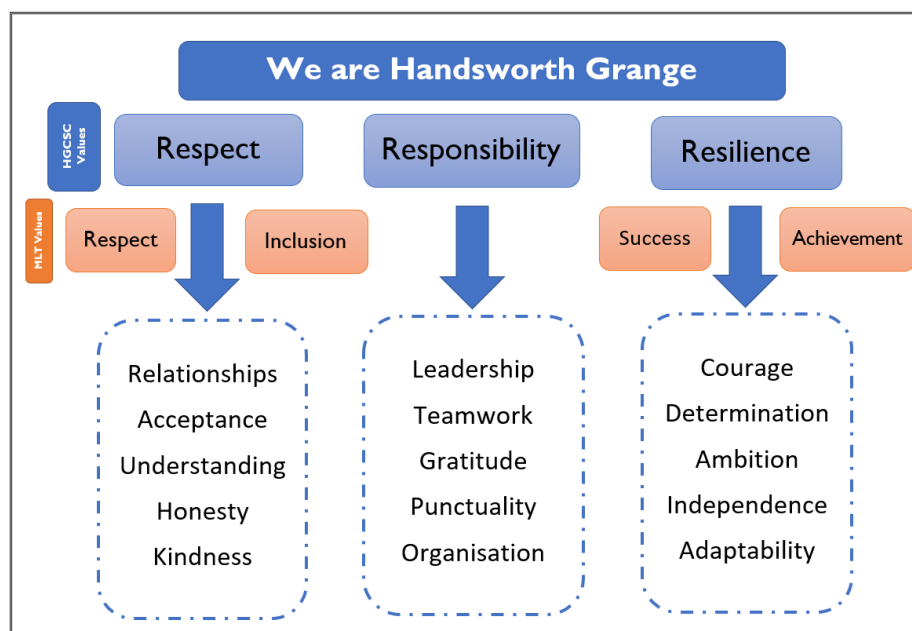 We are Handsworth Grange
HGCSC
Values
Respect
Responsibility
Resilience
MLT Values
Respect
Inclusion
Success
Achievement
Relationships
Acceptance
Understanding
Honesty
Kindness
Leadership
Teamwork
Gratitude
Punctuality
Organisation
Courage
Determination
Ambition
Independence
Adaptability